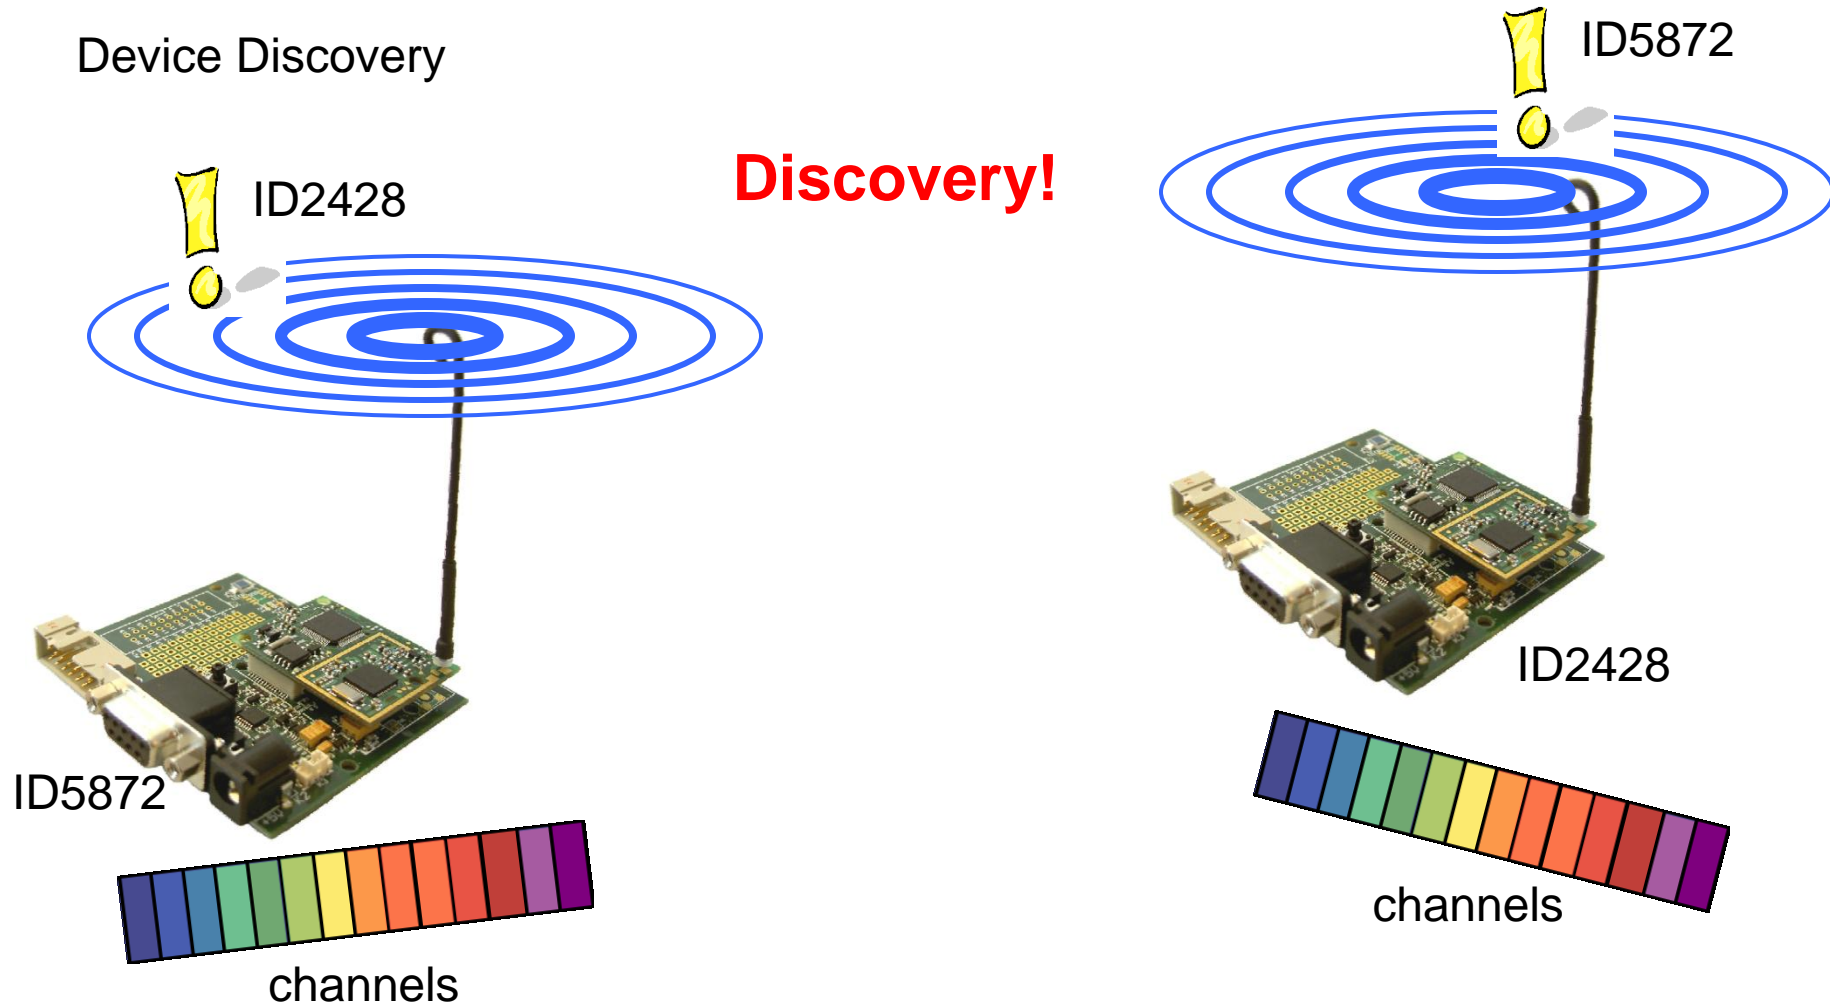 Device Discovery
ID5872
ID2428
Discovery!
ID2428
ID5872
channels
channels